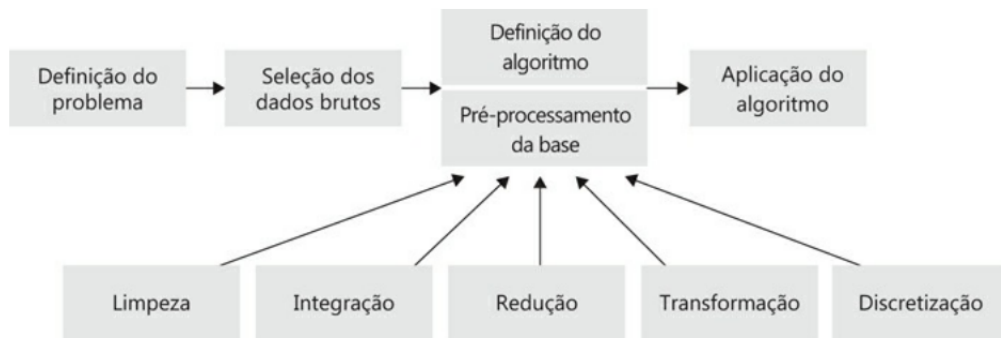 Definição do
problema
Seleção dos
dados brutos
Definição do
algoritmo
Pré-processamento
da base
Aplicação do
algoritmo
Limpeza
Integração
Redução
Transformação
Discretização